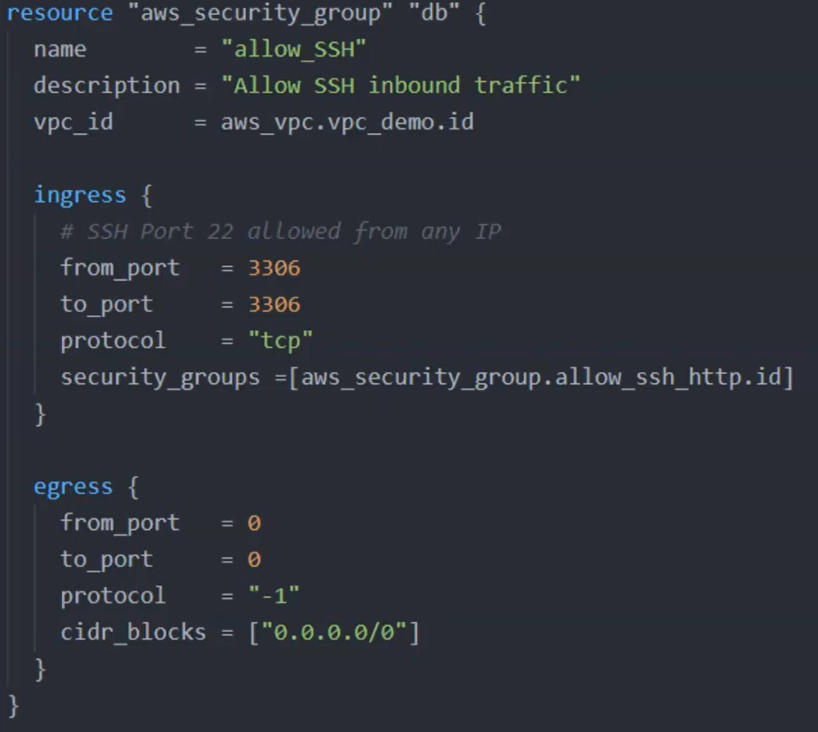 resource "aws_security_group" "db" {
  name        = "allow_SSH"
  description = "Allow SSH inbound traffic"
  vpc_id      = aws_vpc.vpc_demo.id
  ingress {
    # SSH Port 22 allowed from any IP
    from_port   = 3306
    to_port     = 3306
    protocol    = "tcp"
    security_groups =[aws_security_group.allow_ssh_http.id]
  }
  egress {
    from_port   = 0
    to_port     = 0
    protocol    = "-1"
    cidr_blocks = ["0.0.0.0/0"]
  }
}